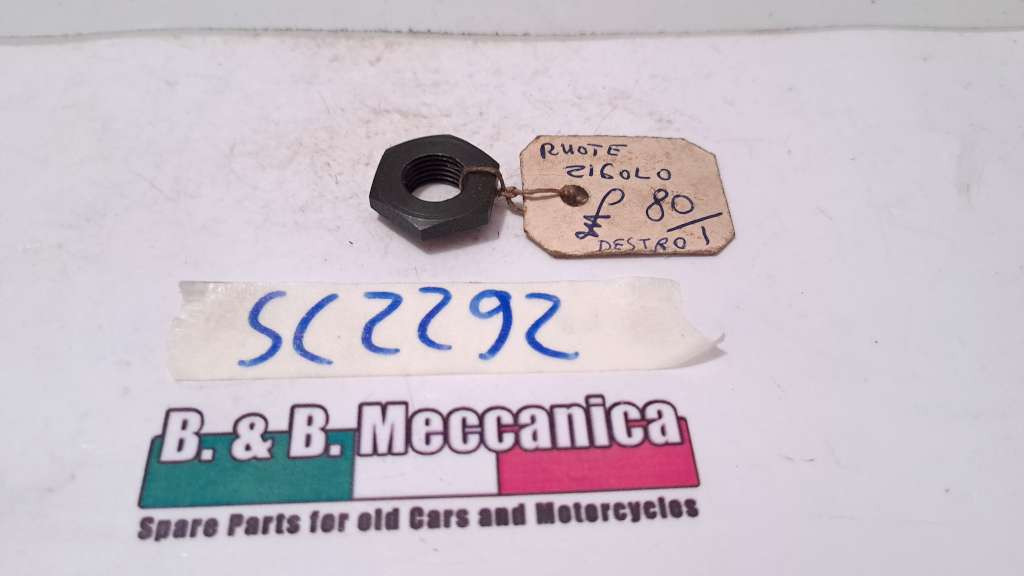 RUOTE
ZIGOLO
80/
DESTRO 1
SC2292
B. & B. Meccanica
Spare Parts for old Cars and Motorcycles